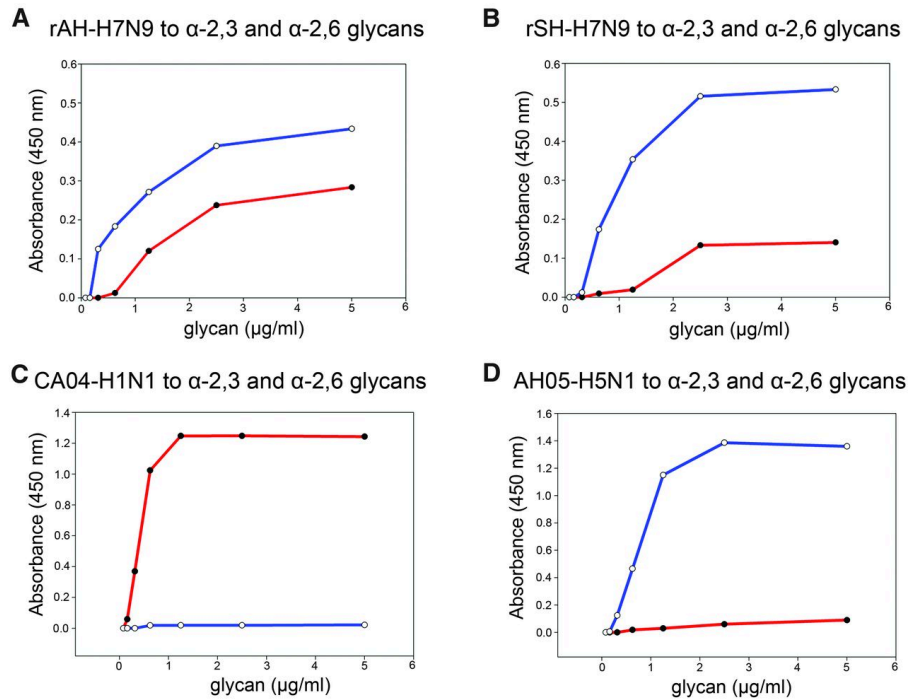 A rAH-H7N9 to α-2,3 and α-2,6 glycans
Absorbance (450 nm)
0.6
0.5
0.4
0.3
0.2
0.1
0.0
0 1 2 3 4 5 6
glycan (µg/ml)
B rSH-H7N9 to α-2,3 and α-2,6 glycans
Absorbance (450 nm)
0.6
0.5
0.4
0.3
0.2
0.1
0.0
0 1 2 3 4 5 6
glycan (µg/ml)
C CA04-H1N1 to α-2,3 and α-2,6 glycans
Absorbance (450 nm)
1.4
1.2
1.0
0.8
0.6
0.4
0.2
0.0
0 1 2 3 4 5 6
glycan (µg/ml)
D AH05-H5N1 to α-2,3 and α-2,6 glycans
Absorbance (450 nm)
1.6
1.4
1.2
1.0
0.8
0.6
0.4
0.2
0.0
0 1 2 3 4 5 6
glycan (µg/ml)